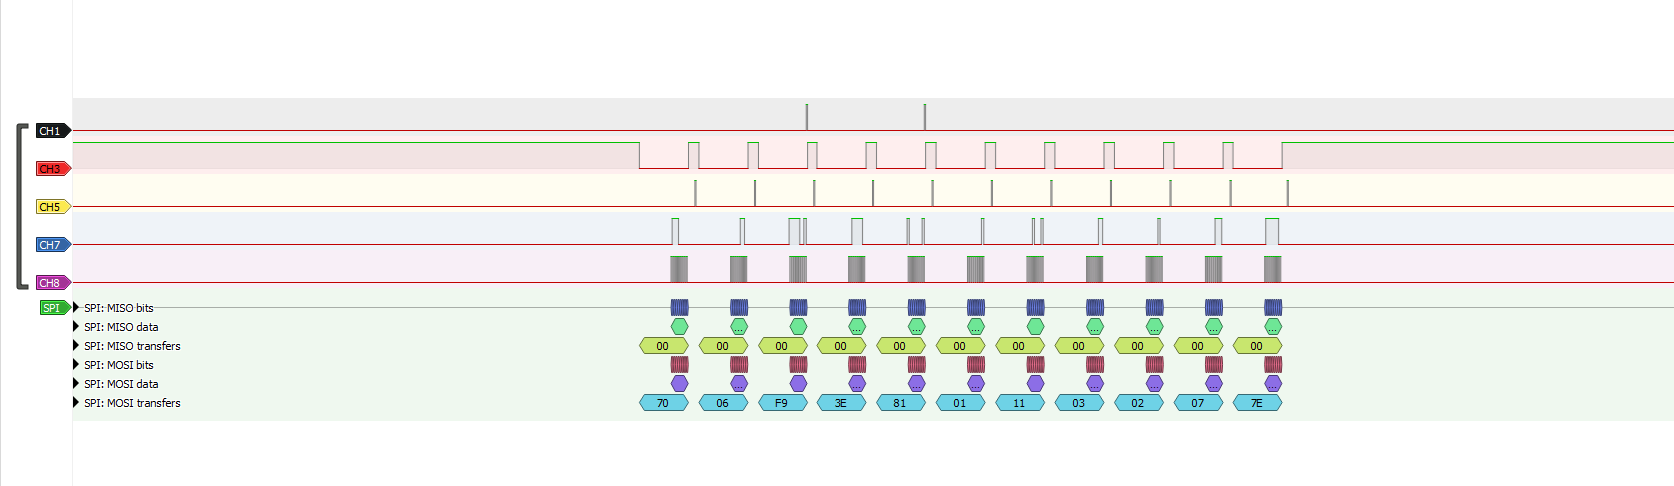 CH1
CH3
CH5
CH7
CH8
SPI SPI: MISO bits
SPI: MISO data ... ... ... ... ... ... ...
SPI: MISO transfers 00 00 00 00 00 00 00 00 00 00 00
SPI: MOSI bits
SPI: MOSI data ... ... ... ... ... ... ...
SPI: MOSI transfers 70 06 F9 3E 81 01 11 03 02 07 7E